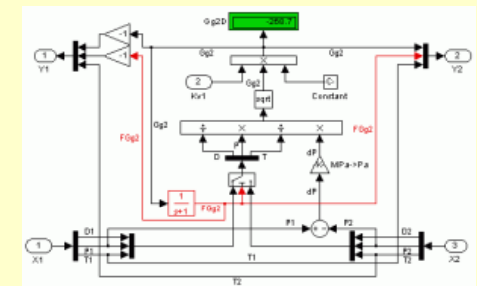 Gg2D
-260.7
-1
-1
Gg2
Gg2
1
Y1
2
Y2
2
Kv1
Gg2
C-
Constant
sqrt
FGg2
Gg2
FGg2
÷ × ÷ ×
μ
D T
dP
MPa->Pa
dP
1
FGg2
P1 P2
D1
P1
T1
D2
P2
T2
1
X1
3
X2
T1
T2